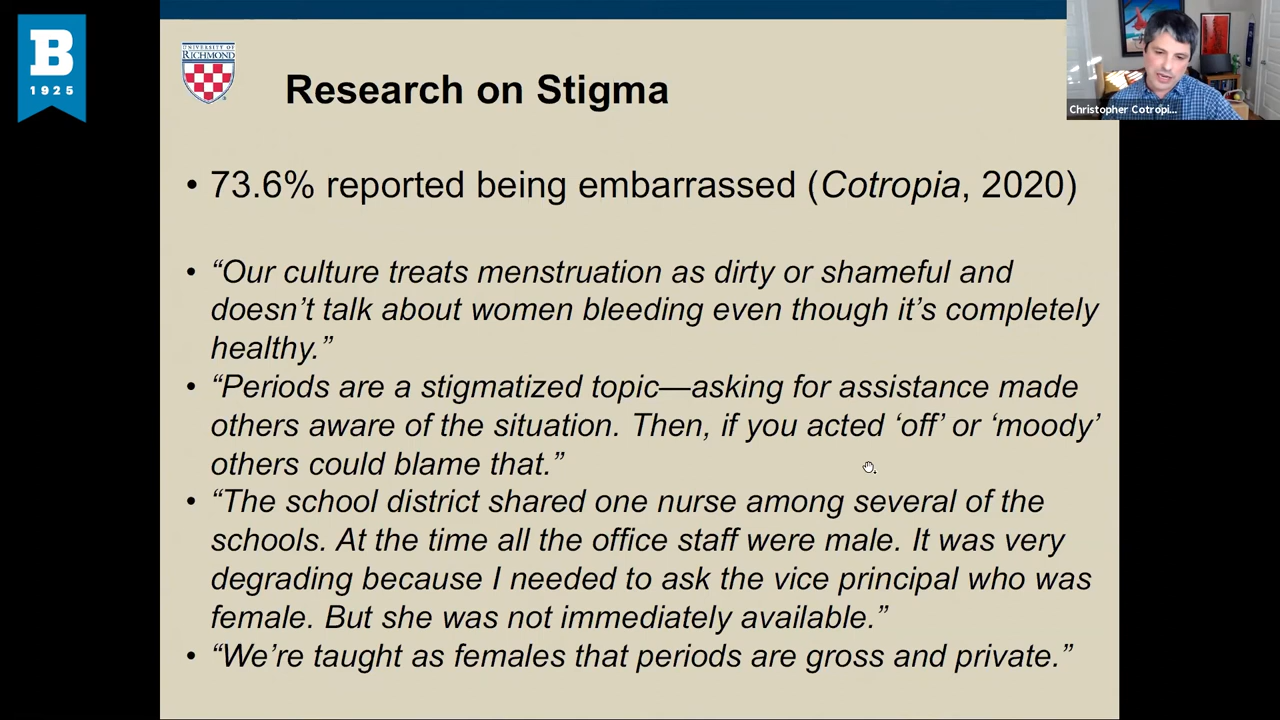 B
1925
UNIVERSITY OF
RICHMOND
Research on Stigma
Christopher Cotropi...
• 73.6% reported being embarrassed (Cotropia, 2020)
• “Our culture treats menstruation as dirty or shameful and
doesn’t talk about women bleeding even though it’s completely
healthy.”
• “Periods are a stigmatized topic—asking for assistance made
others aware of the situation. Then, if you acted ‘off’ or ‘moody’
others could blame that.”
• “The school district shared one nurse among several of the
schools. At the time all the office staff were male. It was very
degrading because I needed to ask the vice principal who was
female. But she was not immediately available.”
• “We’re taught as females that periods are gross and private.”